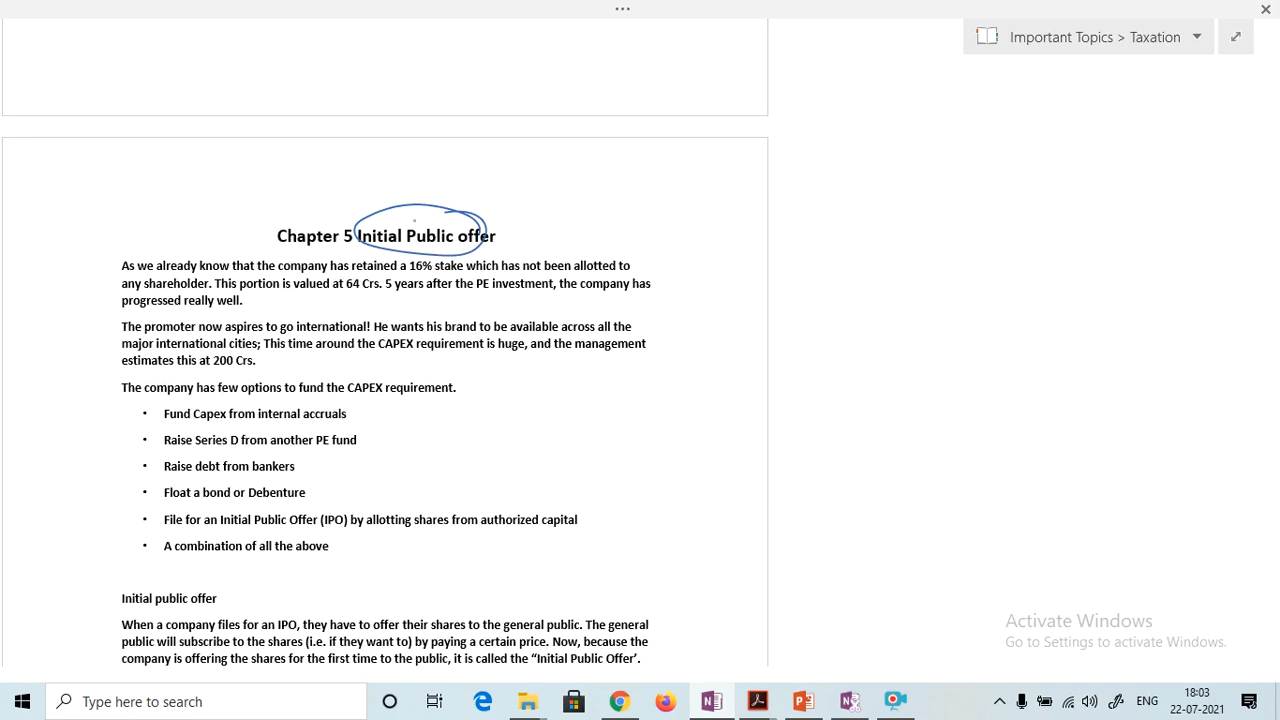 Important Topics > Taxation
Chapter 5 Initial Public offer
As we already know that the company has retained a 16% stake which has not been allotted to
any shareholder. This portion is valued at 64 Crs. 5 years after the PE investment, the company has
progressed really well.
The promoter now aspires to go international! He wants his brand to be available across all the
major international cities; This time around the CAPEX requirement is huge, and the management
estimates this at 200 Crs.
The company has few options to fund the CAPEX requirement.
• Fund Capex from internal accruals
• Raise Series D from another PE fund
• Raise debt from bankers
• Float a bond or Debenture
• File for an Initial Public Offer (IPO) by allotting shares from authorized capital
• A combination of all the above
Initial public offer
When a company files for an IPO, they have to offer their shares to the general public. The general
public will subscribe to the shares (i.e. if they want to) by paying a certain price. Now, because the
company is offering the shares for the first time to the public, it is called the “Initial Public Offer’.
Activate Windows
Go to Settings to activate Windows.
Type here to search
ENG
18:03
22-07-2021